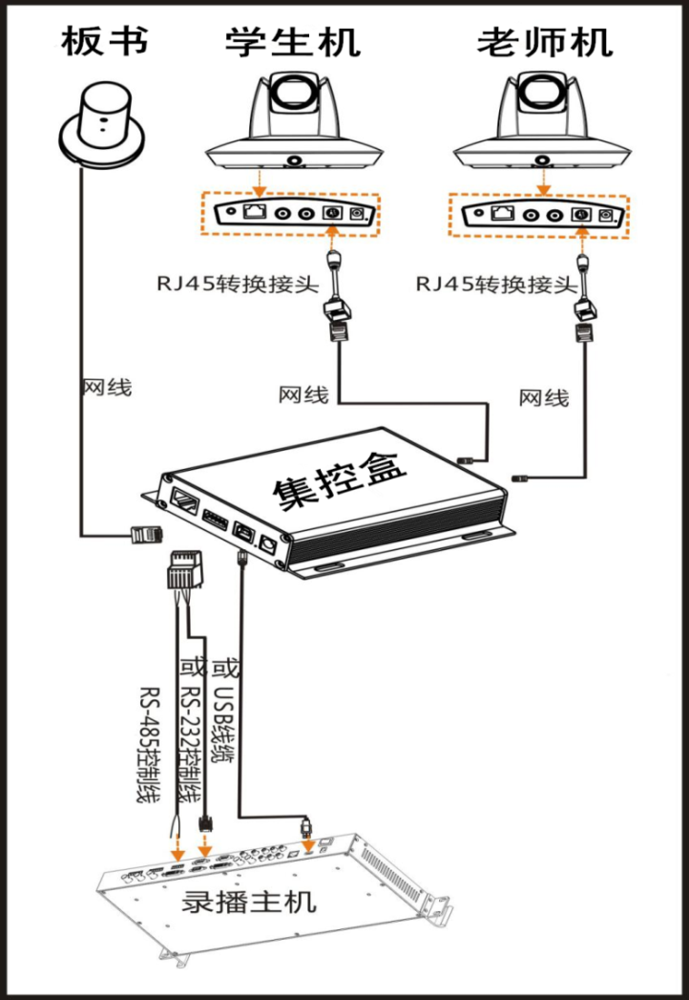 板书
学生机
老师机
RJ45转换接头
RJ45转换接头
网线
网线
网线
集控盒
RS-485控制线
或
RS-232控制线
或
USB线缆
录播主机